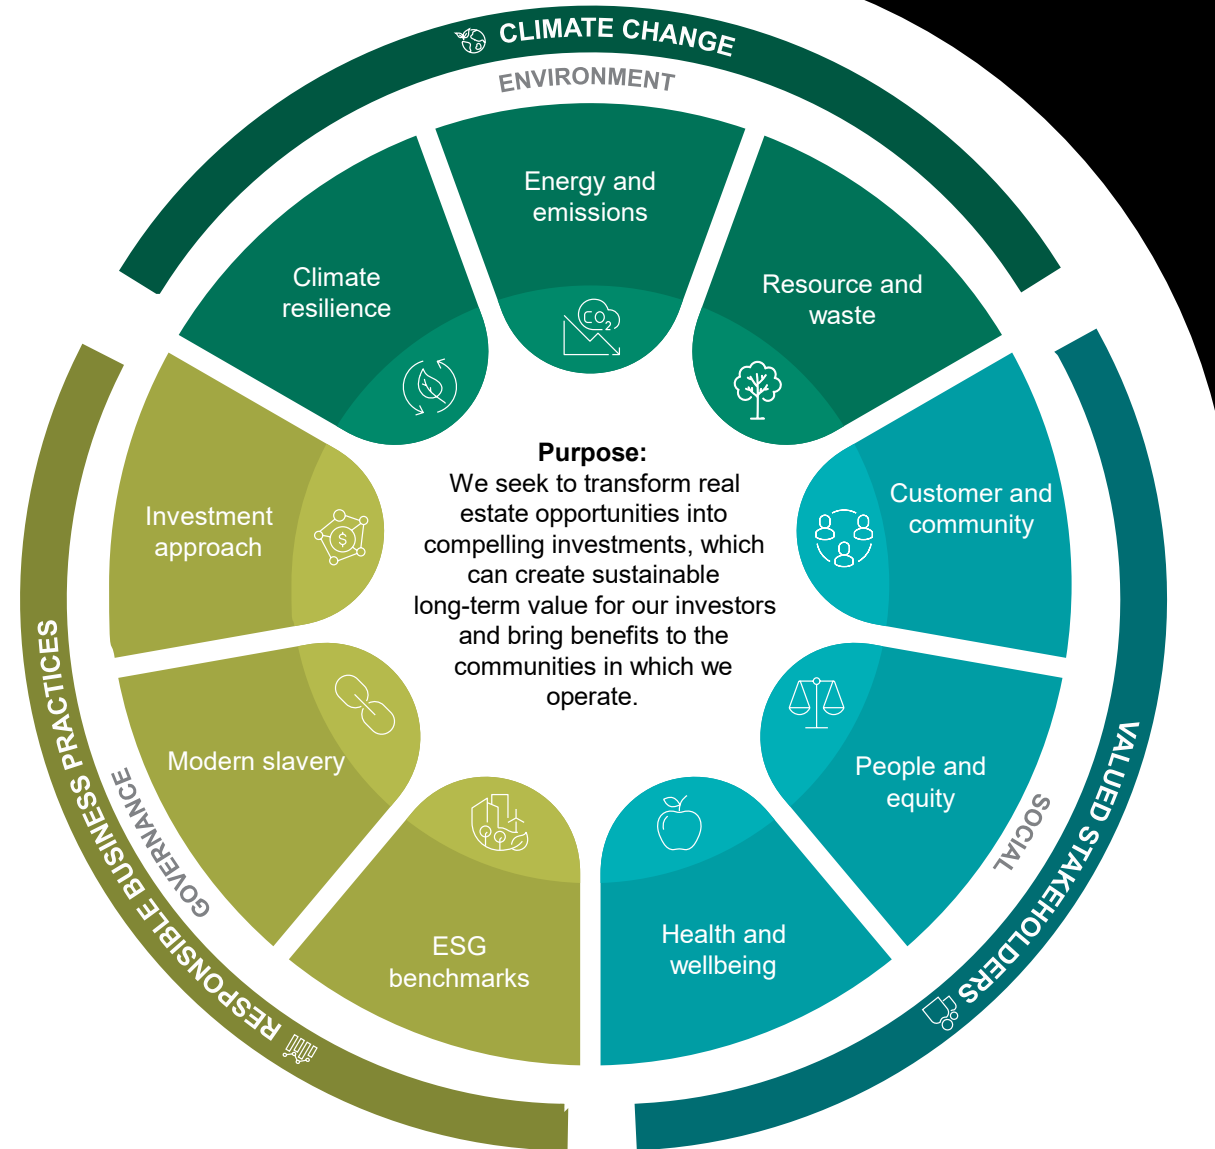 CLIMATE CHANGE
ENVIRONMENT
Energy and
emissions
Climate
resilience
Resource and
waste
CO2
Purpose:
We seek to transform real
estate opportunities into
compelling investments, which
can create sustainable
long-term value for our investors
and bring benefits to the
communities in which we
operate.
Customer and
community
People and
equity
Health and
wellbeing
SOCIAL
VALUED STAKEHOLDERS
Investment
approach
$
Modern slavery
ESG
benchmarks
GOVERNANCE
RESPONSIBLE BUSINESS PRACTICES